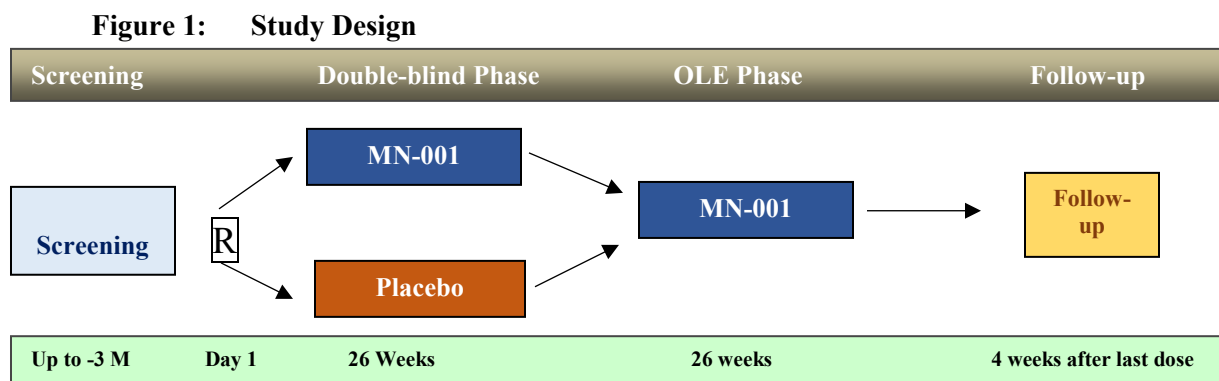 Figure 1: Study Design
Screening Double-blind Phase OLE Phase Follow-up
MN-001
Screening
R
MN-001
Follow-
up
Placebo
Up to -3 M Day 1 26 Weeks 26 weeks 4 weeks after last dose